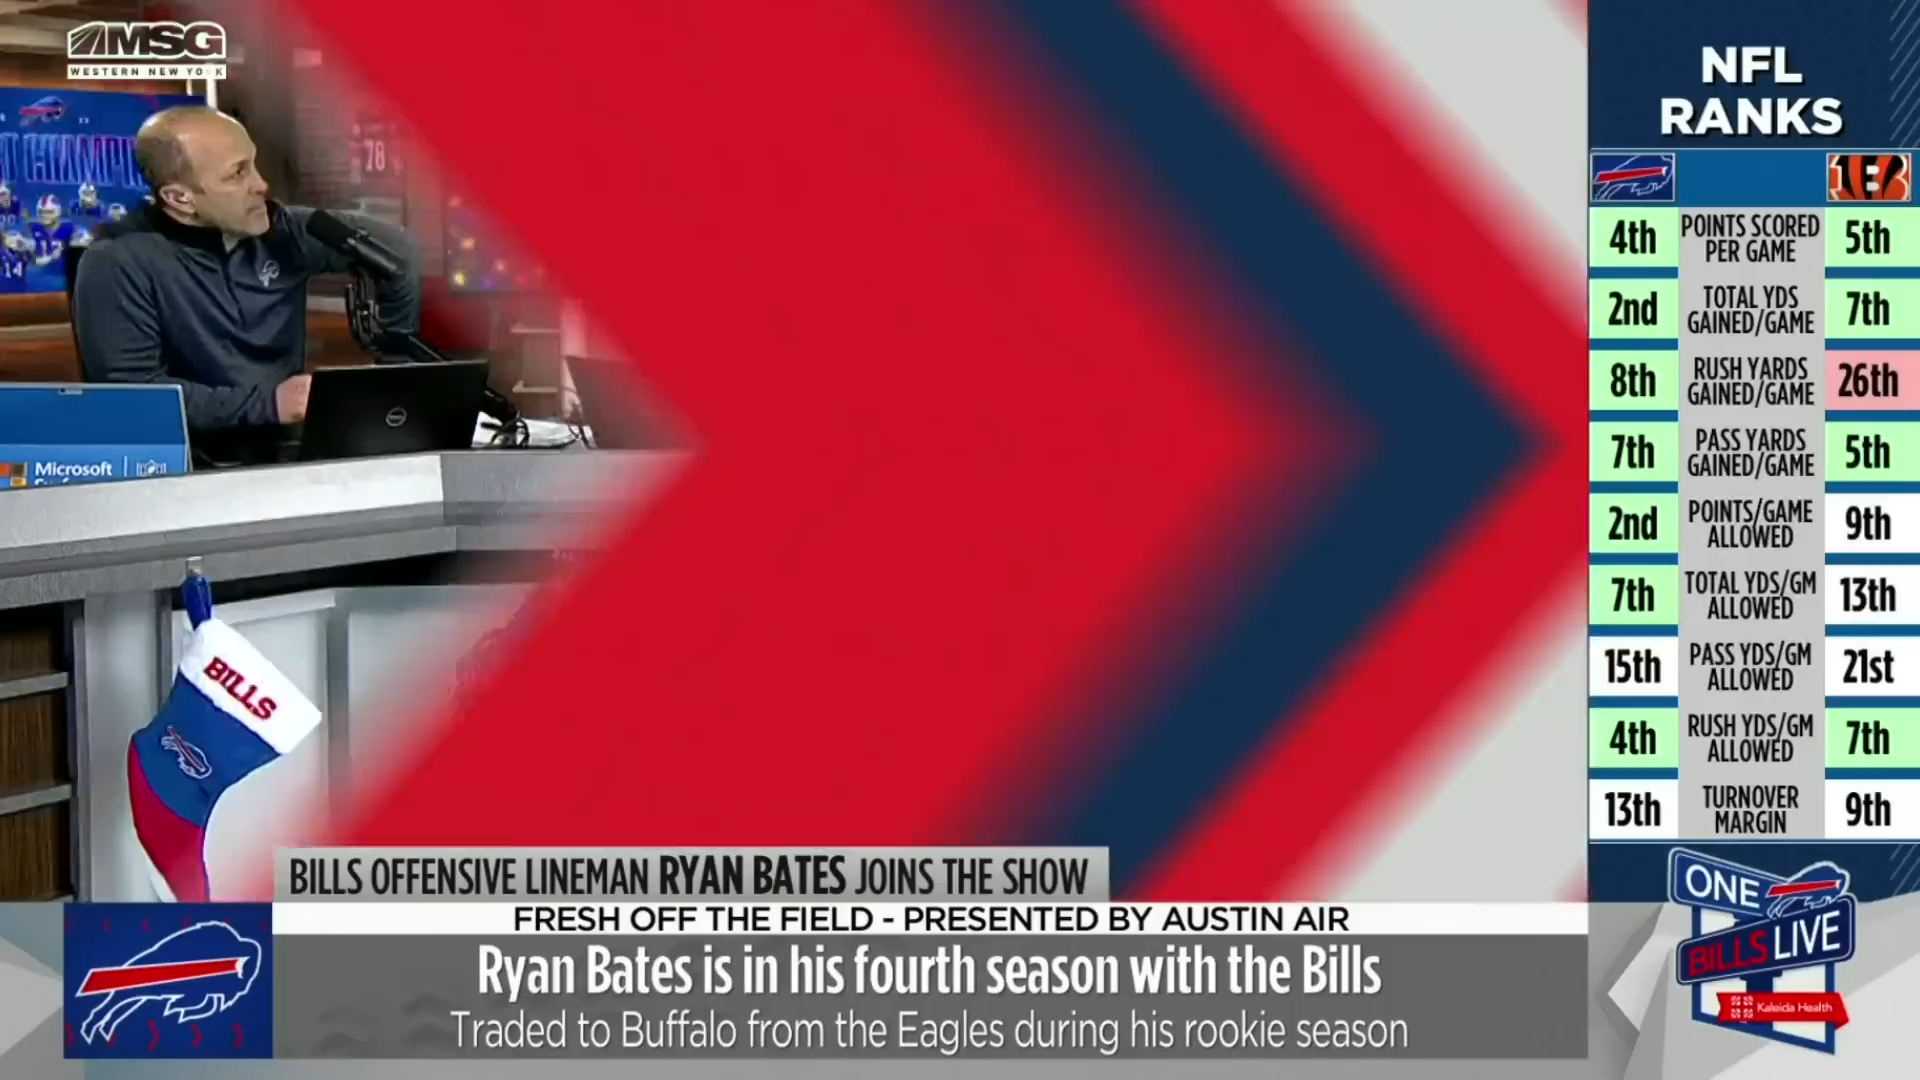 MSG
WESTERN NEW YORK
78
17
14
Microsoft
BILLS
NFL
RANKS
4th POINTS SCORED PER GAME 5th
2nd TOTAL YDS GAINED/GAME 7th
8th RUSH YARDS GAINED/GAME 26th
7th PASS YARDS GAINED/GAME 5th
2nd POINTS/GAME ALLOWED 9th
7th TOTAL YDS/GM ALLOWED 13th
15th PASS YDS/GM ALLOWED 21st
4th RUSH YDS/GM ALLOWED 7th
13th TURNOVER MARGIN 9th
BILLS OFFENSIVE LINEMAN RYAN BATES JOINS THE SHOW
FRESH OFF THE FIELD - PRESENTED BY AUSTIN AIR
Ryan Bates is in his fourth season with the Bills
Traded to Buffalo from the Eagles during his rookie season
ONE
BILLS LIVE
Kaleida Health